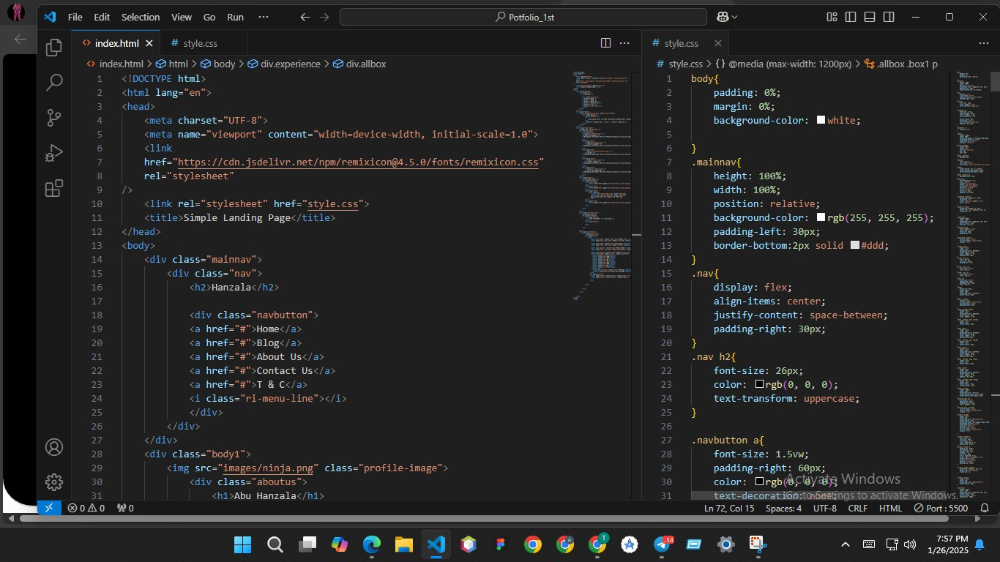 File Edit Selection View Go Run ··· Potfolio_1st
index.html style.css
index.html > html > body > div.experience > div.allbox
1 <!DOCTYPE html>
2 <html lang="en">
3 <head>
4 <meta charset="UTF-8">
5 <meta name="viewport" content="width=device-width, initial-scale=1.0">
6 <link
7 href="https://cdn.jsdelivr.net/npm/remixicon@4.5.0/fonts/remixicon.css"
8 rel="stylesheet"
9 />
10 <link rel="stylesheet" href="style.css">
11 <title>Simple Landing Page</title>
12 </head>
13 <body>
14 <div class="mainnav">
15 <div class="nav">
16 <h2>Hanzala</h2>
17
18 <div class="navbutton">
19 <a href="#">Home</a>
20 <a href="#">Blog</a>
21 <a href="#">About Us</a>
22 <a href="#">Contact Us</a>
23 <a href="#">T & C</a>
24 <i class="ri-menu-line"></i>
25 </div>
26 </div>
27 </div>
28 <div class="body1">
29 <img src="images/ninja.png" class="profile-image">
30 <div class="aboutus">
31 <h1>Abu Hanzala</h1>
style.css
style.css > {} @media (max-width: 1200px) > .allbox .box1 p
1 body{
2 padding: 0%;
3 margin: 0%;
4 background-color: white;
5
6 }
7 .mainnav{
8 height: 100%;
9 width: 100%;
10 position: relative;
11 background-color: rgb(255, 255, 255);
12 padding-left: 30px;
13 border-bottom:2px solid #ddd;
14 }
15 .nav{
16 display: flex;
17 align-items: center;
18 justify-content: space-between;
19 padding-right: 30px;
20 }
21 .nav h2{
22 font-size: 26px;
23 color: rgb(0, 0, 0);
24 text-transform: uppercase;
25 }
26
27 .navbutton a{
28 font-size: 1.5vw;
29 padding-right: 60px;
30 color: rgb(0, 0, 0);
31 text-decoration: none;
Activate Windows
Go to Settings to activate Windows.
0 0 0 Ln 72, Col 15 Spaces: 4 UTF-8 CRLF HTML Port : 5500
54
7:57 PM
1/26/2025